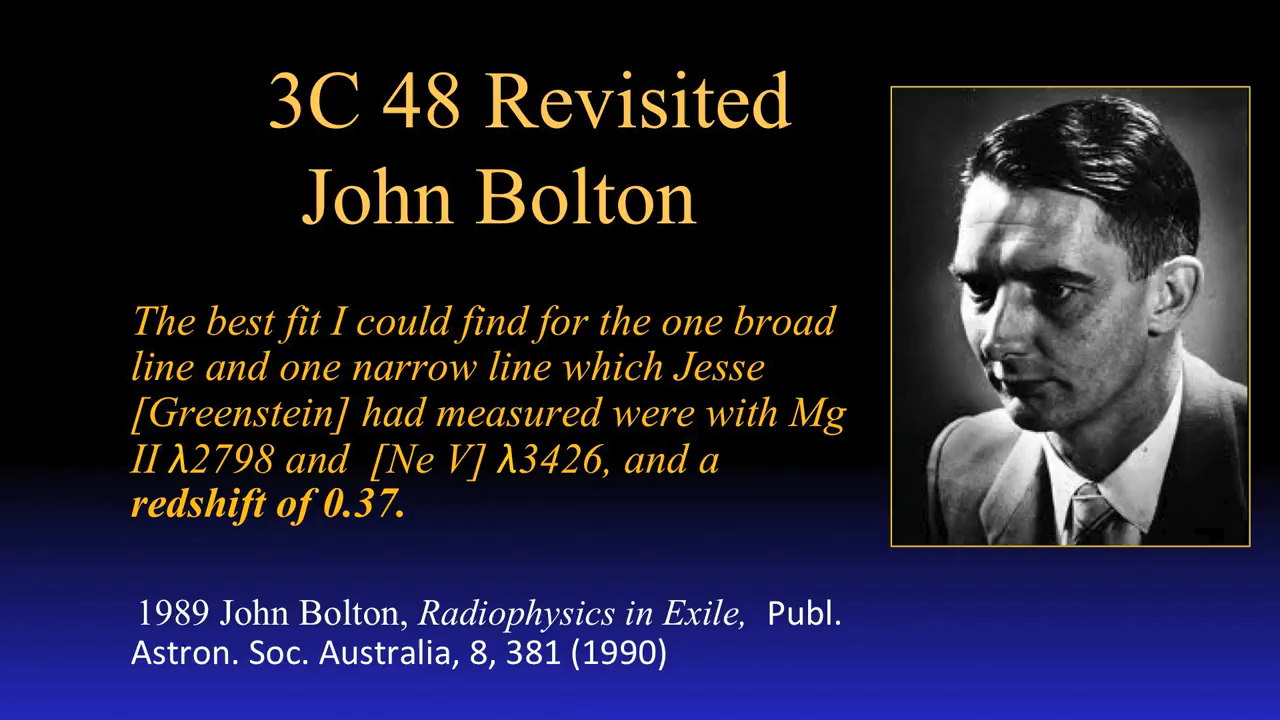 3C 48 Revisited
John Bolton
The best fit I could find for the one broad
line and one narrow line which Jesse
[Greenstein] had measured were with Mg
II λ2798 and [Ne V] λ3426, and a
redshift of 0.37.
1989 John Bolton, Radiophysics in Exile, Publ.
Astron. Soc. Australia, 8, 381 (1990)